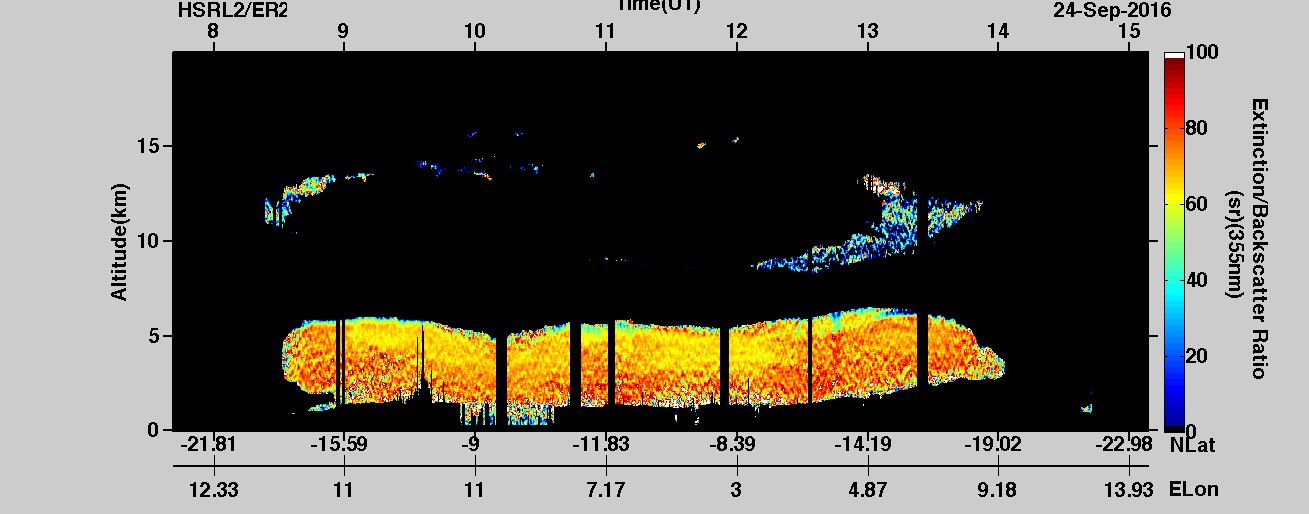 HSRL2/ER2 Time(UT) 24-Sep-2016
8 9 10 11 12 13 14 15
100
80
60
40
20
0
Extinction/Backscatter Ratio
(sr)(355nm)
Altitude(km)
15
10
5
0
-21.81 -15.59 -9 -11.83 -8.39 -14.19 -19.02 -22.98 NLat
12.33 11 11 7.17 3 4.87 9.18 13.93 ELon